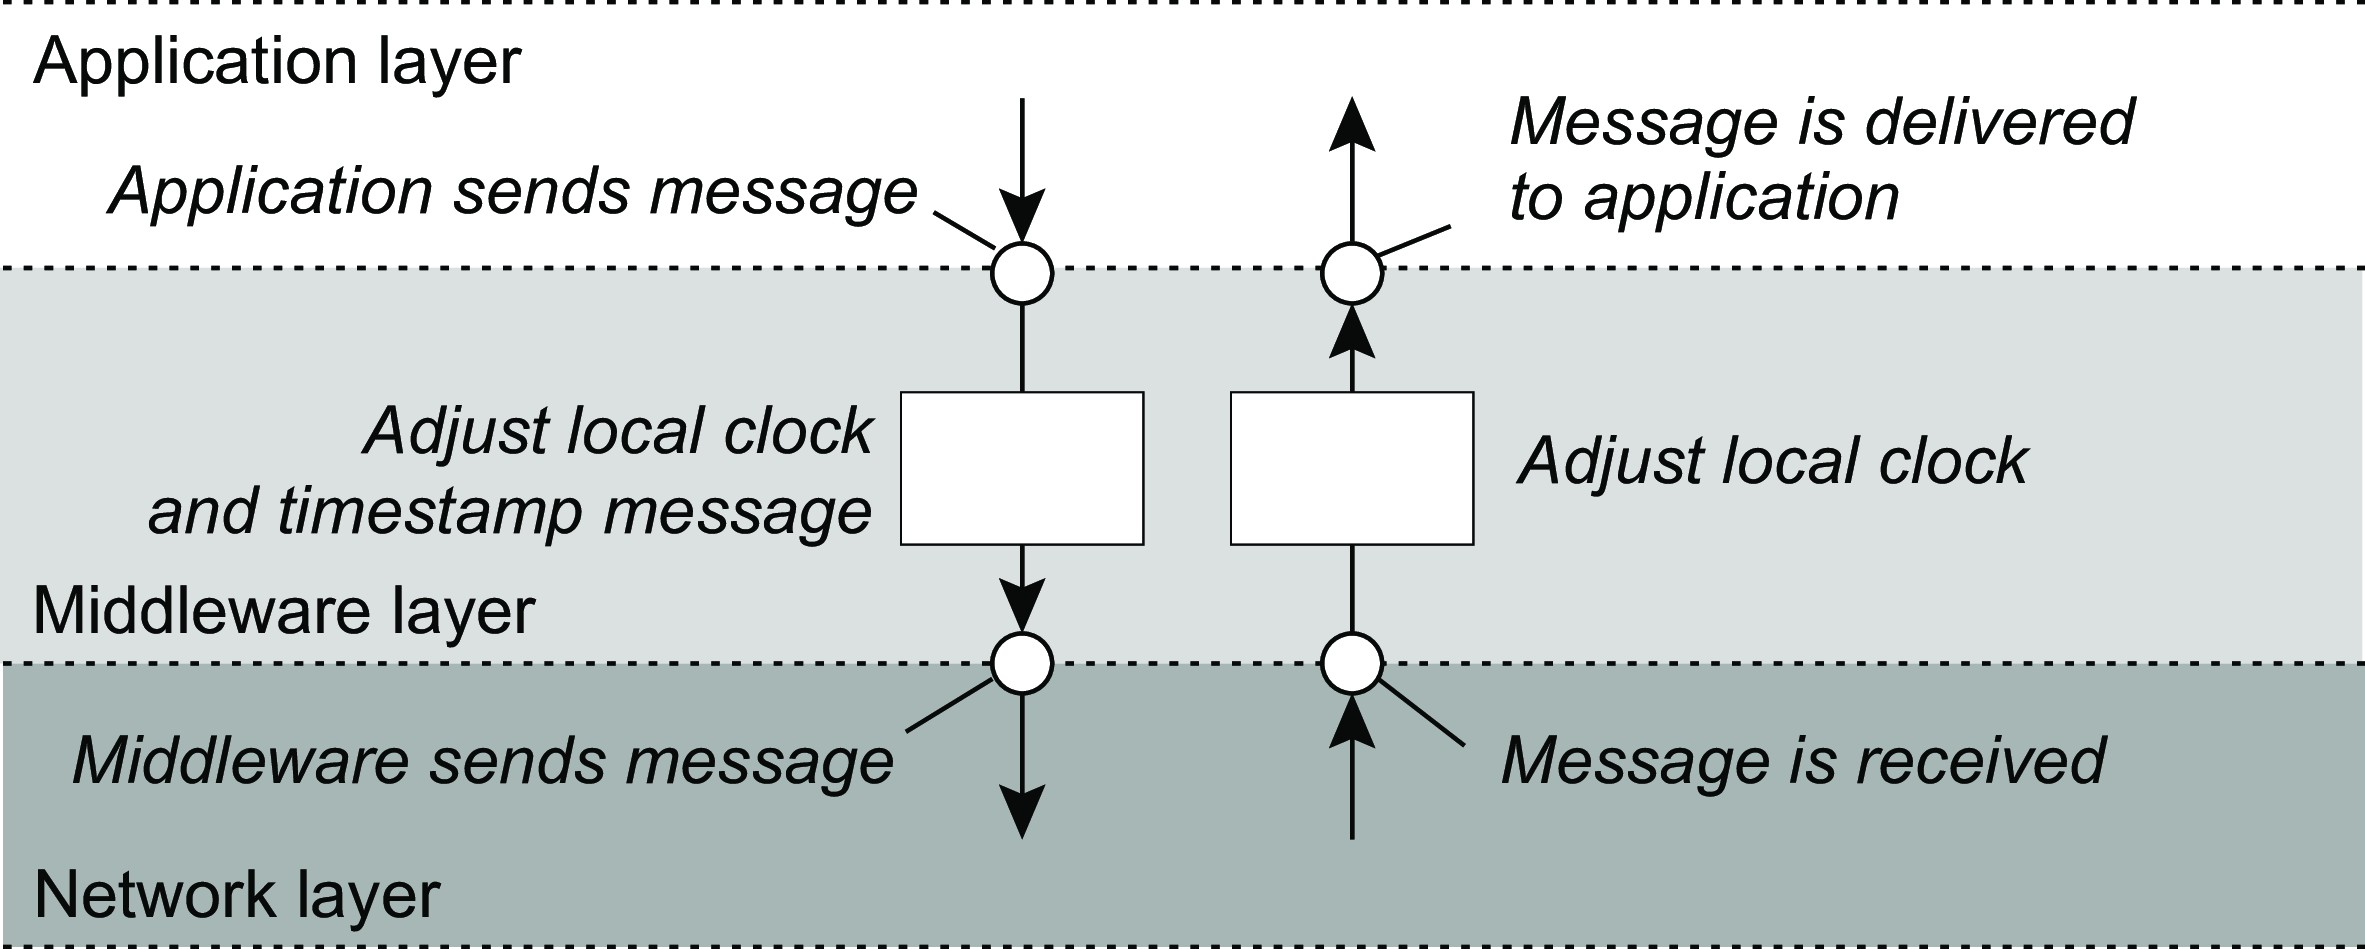 Application layer
Application sends message
Message is delivered
to application
Adjust local clock
and timestamp message
Adjust local clock
Middleware layer
Middleware sends message
Message is received
Network layer